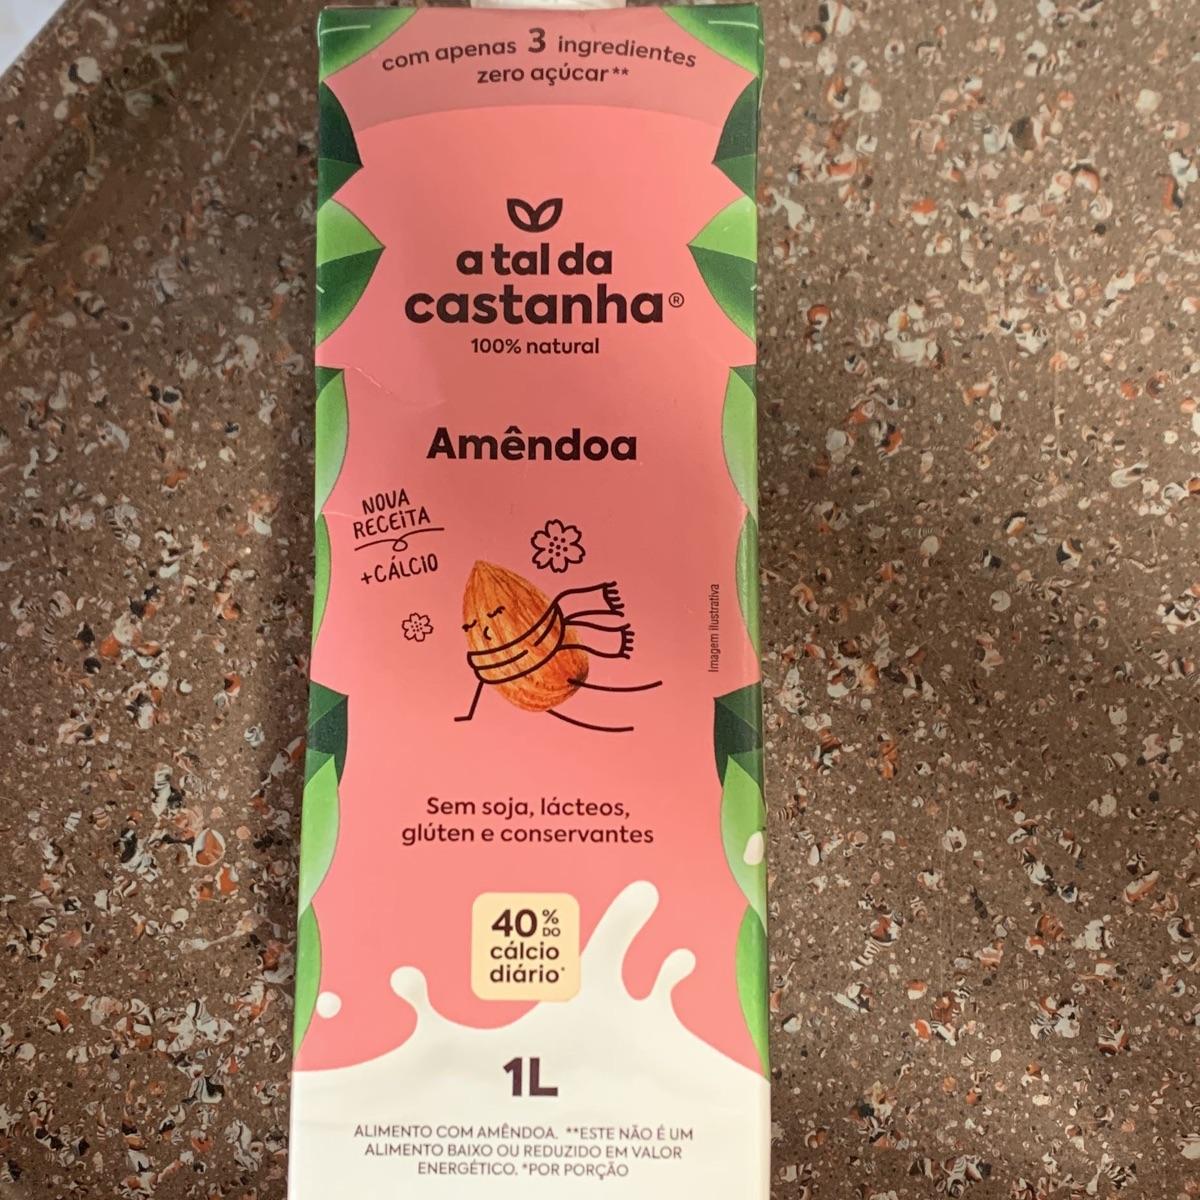 com apenas 3 ingredientes
zero açúcar**
a tal da
castanha®
100% natural
Amêndoa
NOVA
RECEITA
+CÁLCIO
Imagem ilustrativa
Sem soja, lácteos,
glúten e conservantes
40% DO
cálcio
diário*
1L
ALIMENTO COM AMÊNDOA. **ESTE NÃO É UM
ALIMENTO BAIXO OU REDUZIDO EM VALOR
ENERGÉTICO. *POR PORÇÃO